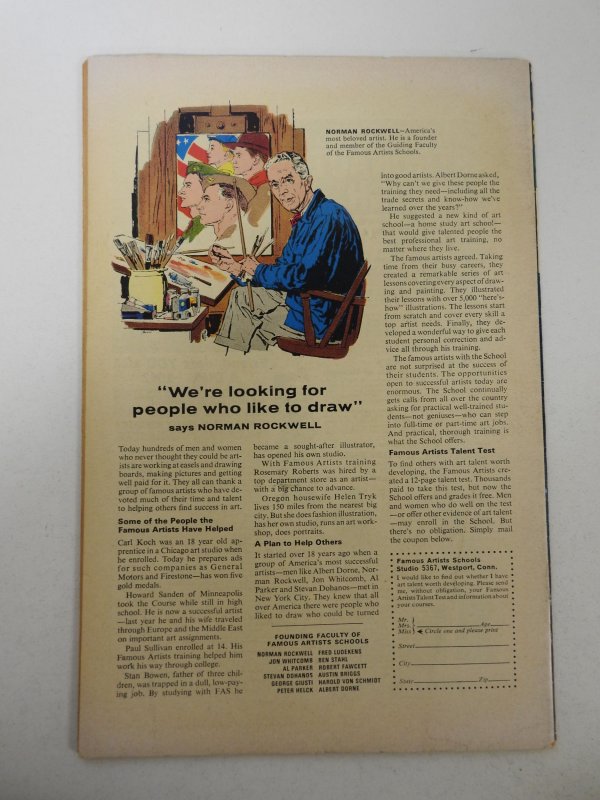 NORMAN ROCKWELL—America's
most beloved artist. He is a founder
and member of the Guiding Faculty
of the Famous Artists Schools.
"We're looking for
people who like to draw"
says NORMAN ROCKWELL
Today hundreds of men and women
who never thought they could be art-
ists are working at easels and drawing
boards, making pictures and getting
well paid for it. They all can thank a
group of famous artists who have de-
voted much of their time and talent
to helping others find success in art.
Some of the People the
Famous Artists Have Helped
Carl Koch was an 18 year old ap-
prentice in a Chicago art studio when
he enrolled. Today he prepares ads
for such companies as General
Motors and Firestone—has won five
gold medals.
Howard Sanden of Minneapolis
took the Course while still in high
school. He is now a successful artist
—last year he and his wife traveled
through Europe and the Middle East
on important art assignments.
Paul Sullivan enrolled at 14. His
Famous Artists training helped him
work his way through college.
Stan Bowen, father of three chil-
dren, was trapped in a dull, low-pay-
ing job. By studying with FAS he
became a sought-after illustrator,
has opened his own studio.
With Famous Artists training
Rosemary Roberts was hired by a
top department store as an artist—
with a big chance to advance.
Oregon housewife Helen Tryk
lives 150 miles from the nearest big
city. But she does fashion illustration,
has her own studio, runs an art work-
shop, does portraits.
A Plan to Help Others
It started over 18 years ago when a
group of America's most successful
artists—men like Albert Dorne, Nor-
man Rockwell, Jon Whitcomb, Al
Parker and Stevan Dohanos—met in
New York City. They knew that all
over America there were people who
liked to draw who could be turned
FOUNDING FACULTY OF
FAMOUS ARTISTS SCHOOLS
NORMAN ROCKWELL FRED LUDEKENS
JON WHITCOMB BEN STAHL
AL PARKER ROBERT FAWCETT
STEVAN DOHANOS AUSTIN BRIGGS
GEORGE GIUSTI HAROLD VON SCHMIDT
PETER HELCK ALBERT DORNE
into good artists. Albert Dorne asked,
"Why can't we give these people the
training they need—including all the
trade secrets and know-how we've
learned over the years?"
He suggested a new kind of art
school—a home study art school—
that would give talented people the
best professional art training, no
matter where they live.
The famous artists agreed. Taking
time from their busy careers, they
created a remarkable series of art
lessons covering every aspect of draw-
ing and painting. They illustrated
their lessons with over 5,000 "here's-
how" illustrations. The lessons start
from scratch and cover every skill a
top artist needs. Finally, they de-
veloped a wonderful way to give each
student personal correction and ad-
vice all through his training.
The famous artists with the School
are not surprised at the success of
their students. The opportunities
open to successful artists today are
enormous. The School continually
gets calls from all over the country
asking for practical well-trained stu-
dents—not geniuses—who can step
into full-time or part-time art jobs.
And practical, thorough training is
what the School offers.
Famous Artists Talent Test
To find others with art talent worth
developing, the Famous Artists cre-
ated a 12-page talent test. Thousands
paid to take this test, but now the
School offers and grades it free. Men
and women who do well on the test
—or offer other evidence of art talent
—may enroll in the School. But
there's no obligation. Simply mail
the coupon below.
Famous Artists Schools
Studio 5367, Westport, Conn.
I would like to find out whether I have
art talent worth developing. Please send
me, without obligation, your Famous
Artists Talent Test and information about
your courses.
Mr.
Mrs. Age
Miss Circle one and please print
Street
City
State Zip